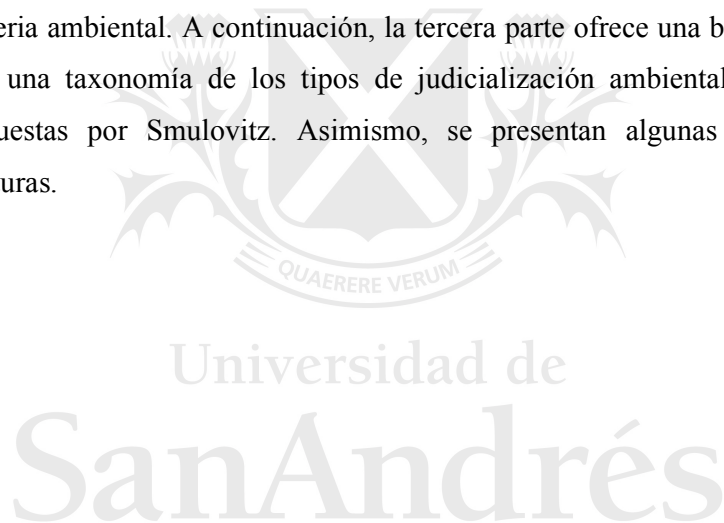 eria ambiental. A continuación, la tercera parte ofrece una b
una taxonomía de los tipos de judicialización ambiental
uestas por Smulovitz. Asimismo, se presentan algunas
uras.
QUAERERE VERUM
Universidad de
SanAndrés